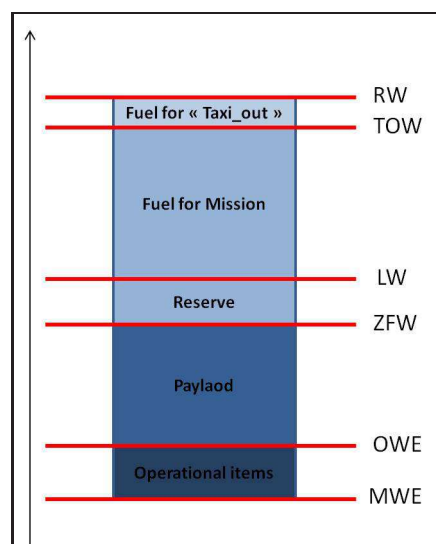 RW
Fuel for « Taxi_out »
TOW
Fuel for Mission
LW
Reserve
ZFW
Paylaod
OWE
Operational items
MWE